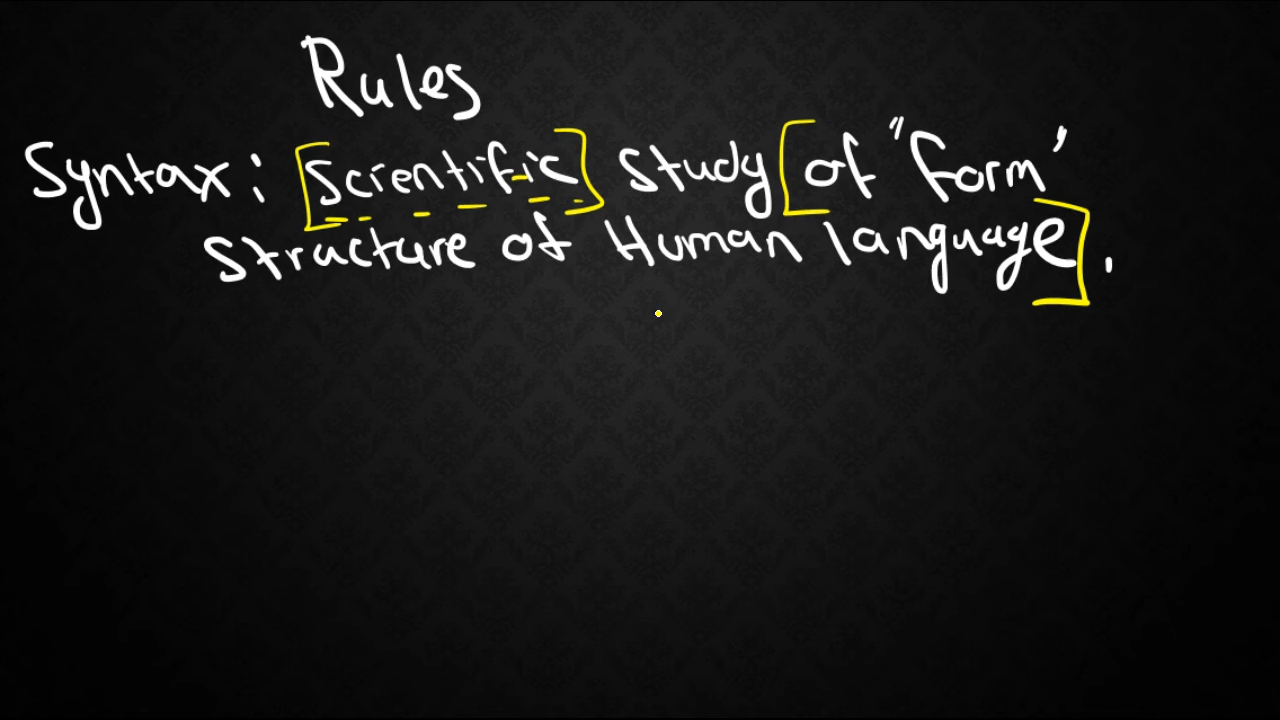 Rules
Syntax: [Scientific] study [of "form"
structure of Human language].